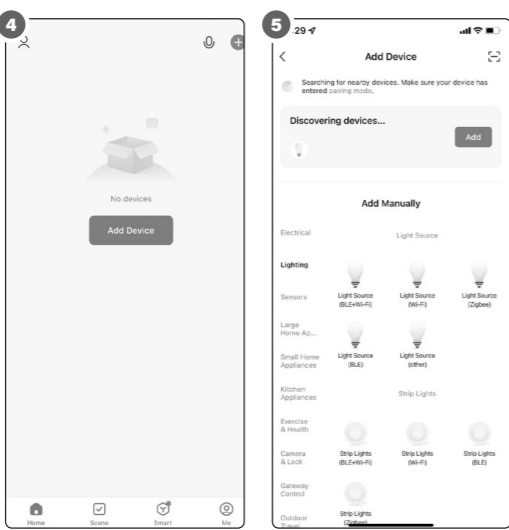 4
No devices
Add Device
Home
Scene
Smart
Me
5
:29
Add Device
Searching for nearby devices. Make sure your device has
entered pairing mode.
Discovering devices...
Add
Add Manually
Electrical
Light Source
Lighting
Light Source
(BLE+Wi-Fi)
Light Source
(Wi-Fi)
Light Source
(Zigbee)
Sensors
Large
Home Ap...
Light Source
(BLE)
Light Source
(other)
Small Home
Appliances
Kitchen
Appliances
Strip Lights
Exercise
& Health
Strip Lights
(BLE+Wi-Fi)
Strip Lights
(Wi-Fi)
Strip Lights
(BLE)
Camera
& Lock
Gateway
Control
Strip Lights
(Zigbee)
Outdoor
Travel